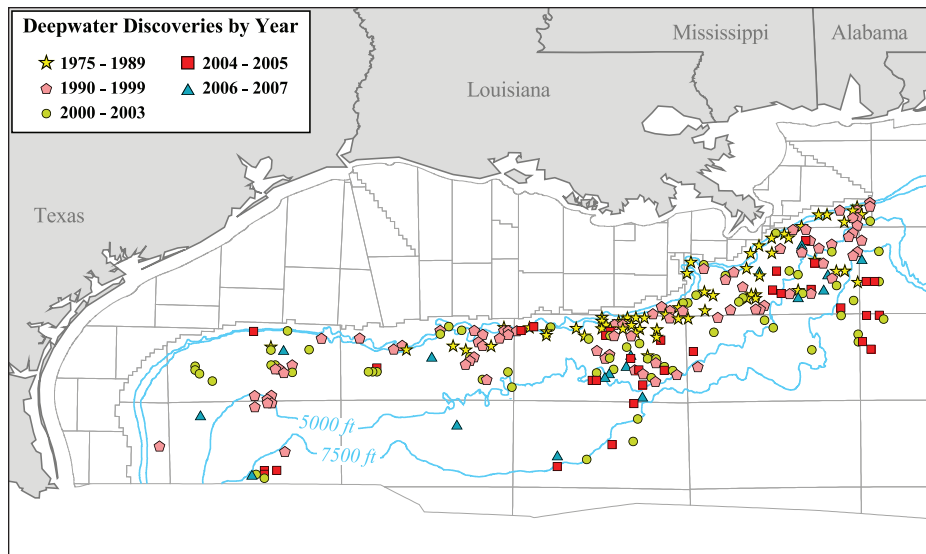 Deepwater Discoveries by Year
1975 - 1989
1990 - 1999
2000 - 2003
2004 - 2005
2006 - 2007
Mississippi
Alabama
Louisiana
Texas
5000 ft
7500 ft